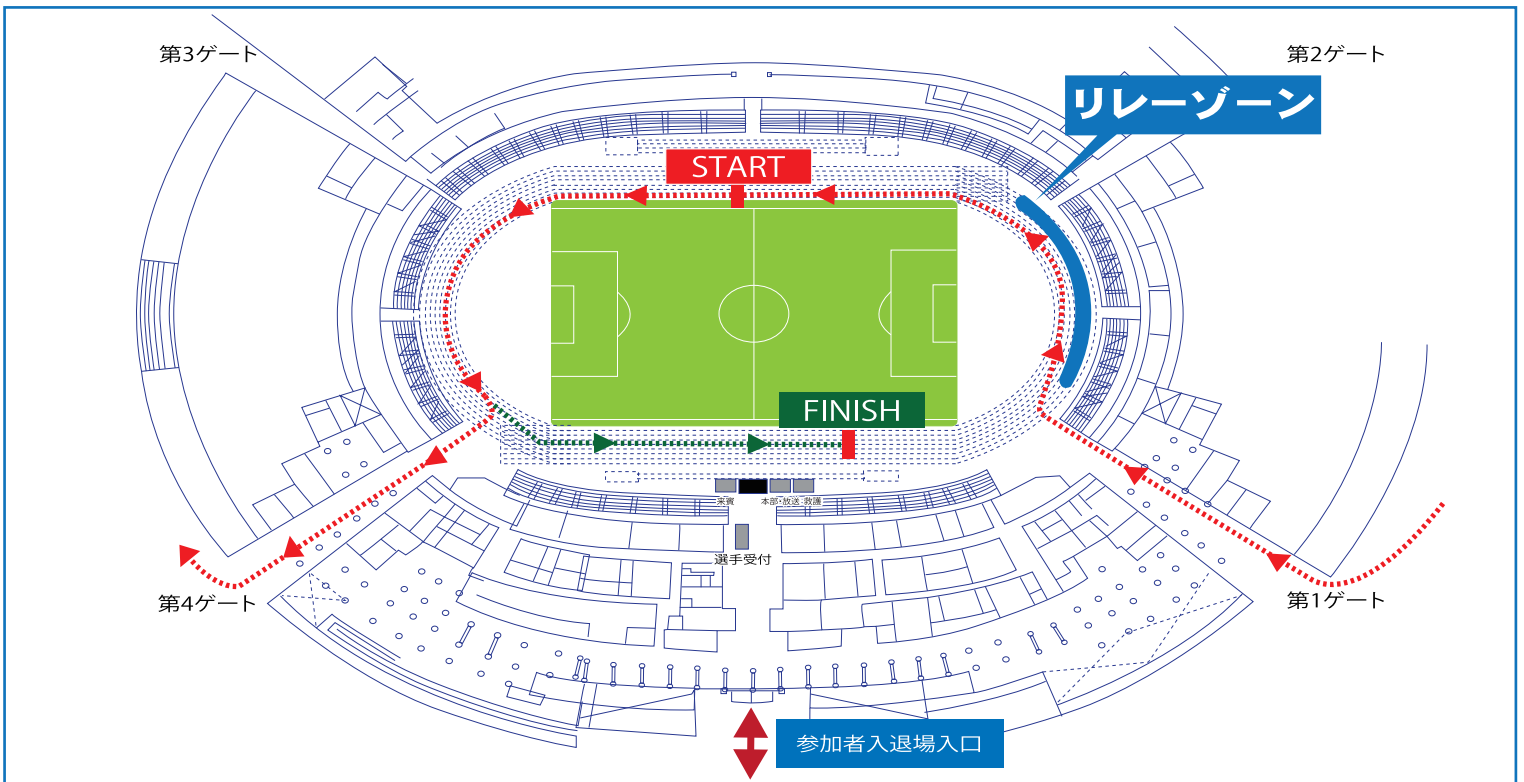 第3ゲート
第2ゲート
リレーゾーン
START
FINISH
来賓
本部・放送・救護
選手受付
第4ゲート
第1ゲート
参加者入退場入口